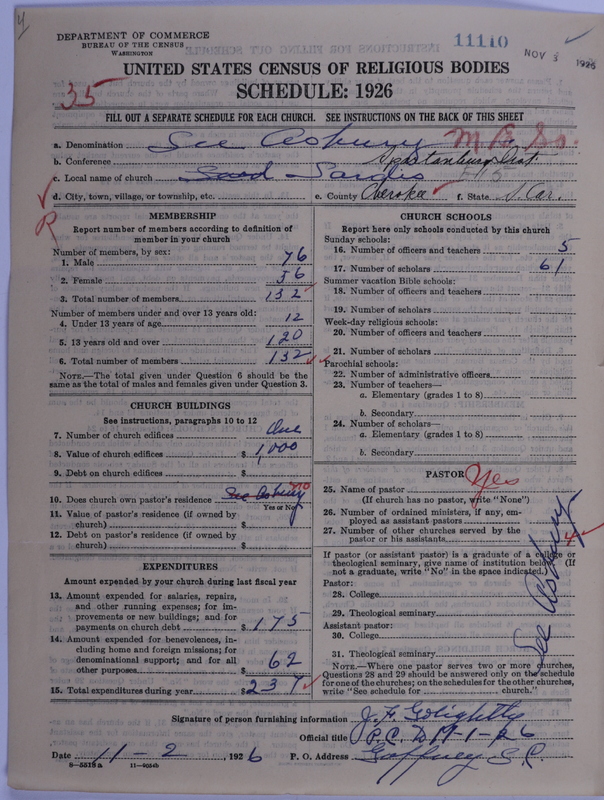 4
DEPARTMENT OF COMMERCE
BUREAU OF THE CENSUS
WASHINGTON
11110
NOV 3 1926
UNITED STATES CENSUS OF RELIGIOUS BODIES
SCHEDULE: 1926
35
FILL OUT A SEPARATE SCHEDULE FOR EACH CHURCH. SEE INSTRUCTIONS ON THE BACK OF THIS SHEET
a. Denomination See Asbury M.E.So.
b. Conference Spartanburg Dist.
c. Local name of church Sardis 5115
d. City, town, village, or township, etc. e. County Cherokee f. State S. Car.
R
MEMBERSHIP
Report number of members according to definition of member in your church
Number of members, by sex:
1. Male 76
2. Female 56
3. Total number of members 132
Number of members under and over 13 years old:
4. Under 13 years of age 12
5. 13 years old and over 120
6. Total number of members 132
NOTE.—The total given under Question 6 should be the
same as the total of males and females given under Question 3.
CHURCH BUILDINGS
See instructions, paragraphs 10 to 12
7. Number of church edifices One
8. Value of church edifices $ 1,000
9. Debt on church edifices $
10. Does church own pastor's residence See Asbury no
Yes or No
11. Value of pastor's residence (if owned by
church) $
12. Debt on pastor's residence (if owned by
church) $
EXPENDITURES
Amount expended by your church during last fiscal year
13. Amount expended for salaries, repairs,
and other running expenses; for im-
provements or new buildings; and for
payments on church debt $ 175
14. Amount expended for benevolences, in-
cluding home and foreign missions; for
denominational support; and for all
other purposes $ 62
15. Total expenditures during year $ 237
CHURCH SCHOOLS
Report here only schools conducted by this church
Sunday schools:
16. Number of officers and teachers 5
17. Number of scholars 61
Summer vacation Bible schools:
18. Number of officers and teachers
19. Number of scholars
Week-day religious schools:
20. Number of officers and teachers
21. Number of scholars
Parochial schools:
22. Number of administrative officers
23. Number of teachers—
a. Elementary (grades 1 to 8)
b. Secondary
24. Number of scholars—
a. Elementary (grades 1 to 8)
b. Secondary
PASTOR
25. Name of pastor Yes
(If church has no pastor, write "None")
26. Number of ordained ministers, if any, em-
ployed as assistant pastors
27. Number of other churches served by the
pastor or his assistants 4
If pastor (or assistant pastor) is a graduate of a college or
theological seminary, give name of institution below. (If
not a graduate, write "No" in the space indicated.)
Pastor:
28. College
29. Theological seminary
Assistant pastor:
30. College
31. Theological seminary
See Asbury
NOTE.—Where one pastor serves two or more churches,
Questions 28 and 29 should be answered only on the schedule
for one of the churches; on the schedules for the other churches,
write "See schedule for church."
Signature of person furnishing information J. F. Golightly
Official title P.C.
Date 11-2, 1926 P. O. Address Gaffney S.C.
8—5518 a 11—9034b